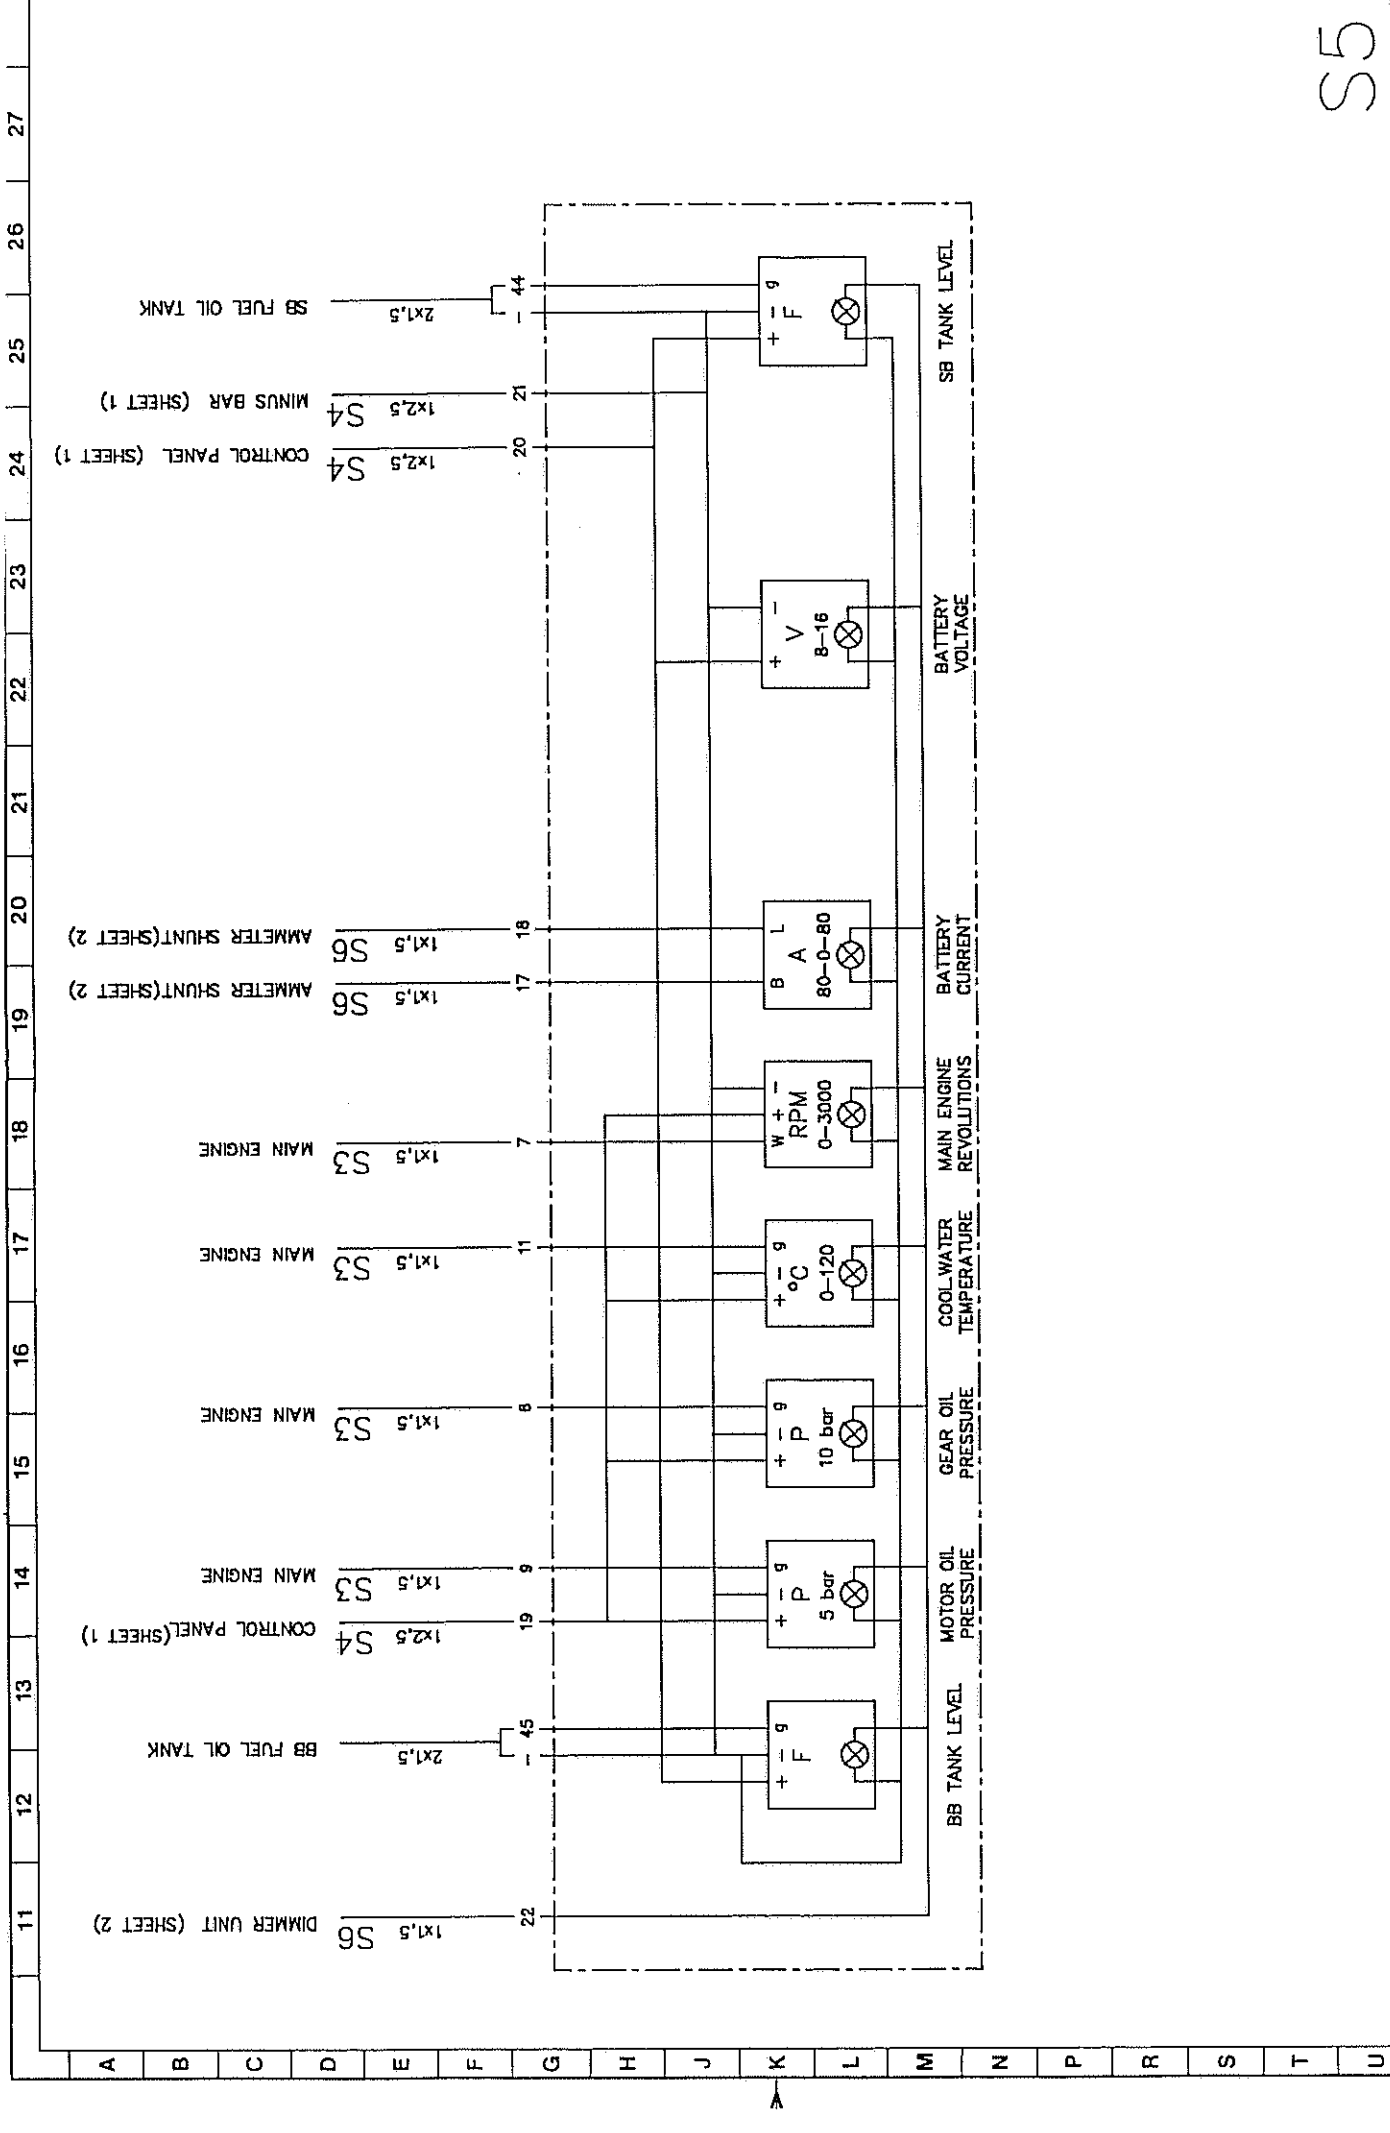 S5
11
12
13
14
15
16
17
18
19
20
21
22
23
24
25
26
27
A
B
C
D
E
F
G
H
J
K
L
M
N
P
R
S
T
U
DIMMER UNIT (SHEET 2)
S6
1x1,5
22
BB FUEL OIL TANK
2x1,5
- 45
CONTROL PANEL(SHEET 1)
S4
1x2,5
19
MAIN ENGINE
S3
1x1,5
9
MAIN ENGINE
S3
1x1,5
8
MAIN ENGINE
S3
1x1,5
11
MAIN ENGINE
S3
1x1,5
7
AMMETER SHUNT(SHEET 2)
S6
1x1,5
17
AMMETER SHUNT(SHEET 2)
S6
1x1,5
18
CONTROL PANEL (SHEET 1)
S4
1x2,5
20
MINUS BAR (SHEET 1)
S4
1x2,5
21
SB FUEL OIL TANK
2x1,5
- 44
+ - g
F
BB TANK LEVEL
+ - g
P
5 bar
MOTOR OIL
PRESSURE
+ - g
P
10 bar
GEAR OIL
PRESSURE
+ - g
°C
0-120
COOLWATER
TEMPERATURE
W + -
RPM
0-3000
MAIN ENGINE
REVOLUTIONS
B L
A
80-0-80
BATTERY
CURRENT
+ -
V
8-16
BATTERY
VOLTAGE
+ - g
F
SB TANK LEVEL